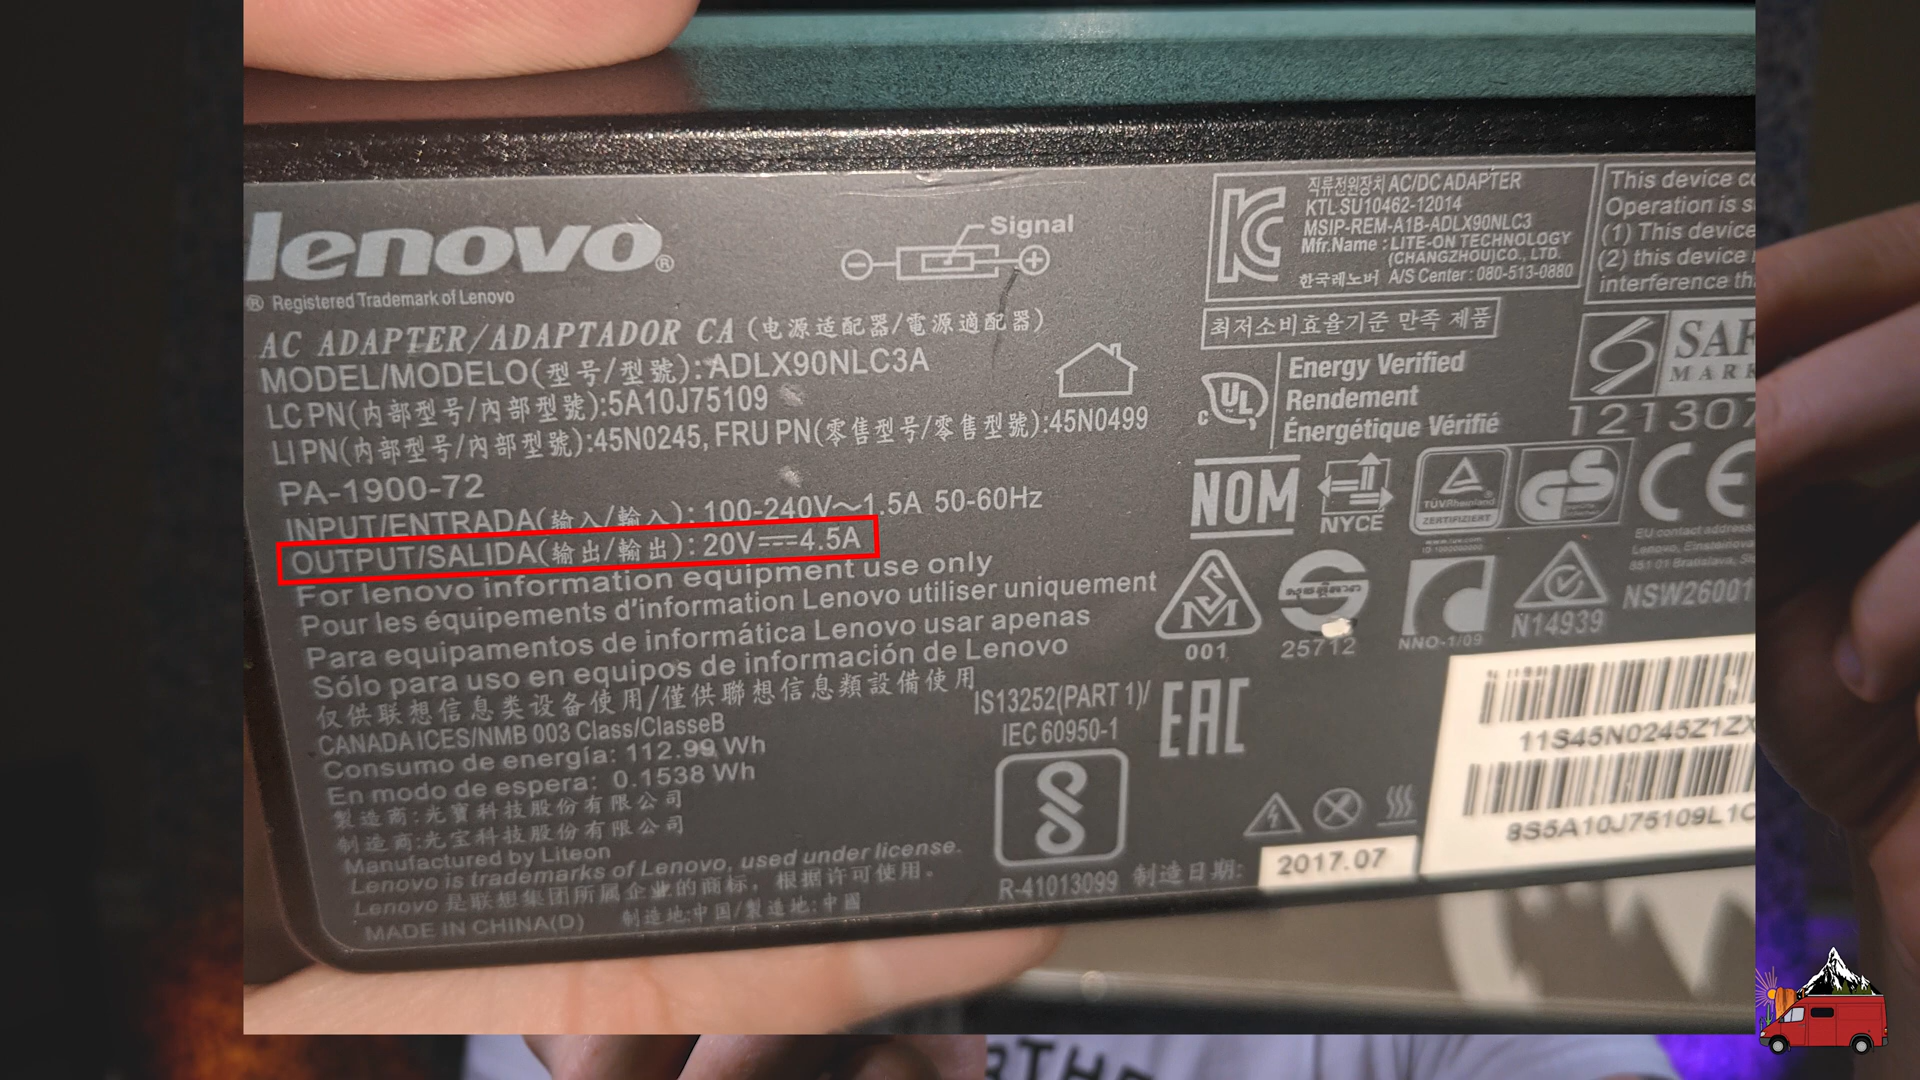 lenovo®
® Registered Trademark of Lenovo
Signal
AC ADAPTER/ADAPTADOR CA (电源适配器/電源適配器)
MODEL/MODELO(型号/型號):ADLX90NLC3A
LC PN(内部型号/內部型號):5A10J75109
LI PN(内部型号/內部型號):45N0245, FRU PN(零售型号/零售型號):45N0499
PA-1900-72
INPUT/ENTRADA(输入/輸入): 100-240V～1.5A 50-60Hz
OUTPUT/SALIDA(输出/輸出): 20V⎓4.5A
For lenovo information equipment use only
Pour les équipements d'information Lenovo utiliser uniquement
Para equipamentos de informática Lenovo usar apenas
Sólo para uso en equipos de información de Lenovo
仅供联想信息类设备使用/僅供聯想信息類設備使用
CANADA ICES/NMB 003 Class/ClasseB
Consumo de energía: 112.99 Wh
En modo de espera: 0.1538 Wh
製造商:光寶科技股份有限公司
制造商:光宝科技股份有限公司
Manufactured by Liteon
Lenovo is trademarks of Lenovo, used under license.
Lenovo 是联想集团所属企业的商标，根据许可使用。
MADE IN CHINA(D) 制造地:中国/製造地:中國
직류전원장치 AC/DC ADAPTER
KTL SU10462-12014
MSIP-REM-A1B-ADLX90NLC3
Mfr.Name : LITE-ON TECHNOLOGY
(CHANGZHOU)CO., LTD.
한국레노버 A/S Center : 080-513-0880
최저소비효율기준 만족 제품
This device
Operation is
(1) This device
(2) this device
interference
c UL
Energy Verified
Rendement
Énergétique Vérifié
MARK
121307
NOM
NYCE
TÜVRheinland
ZERTIFIZIERT
GS
CE
EU contact address
Lenovo, Einsteinova
851 01 Bratislava,
001
25712
NNO-1/09
N14939
NSW26001
IS13252(PART 1)/
IEC 60950-1
EAC
R-41013099
制造日期:
2017.07
11S45N0245Z1ZX
8S5A10J75109L1C